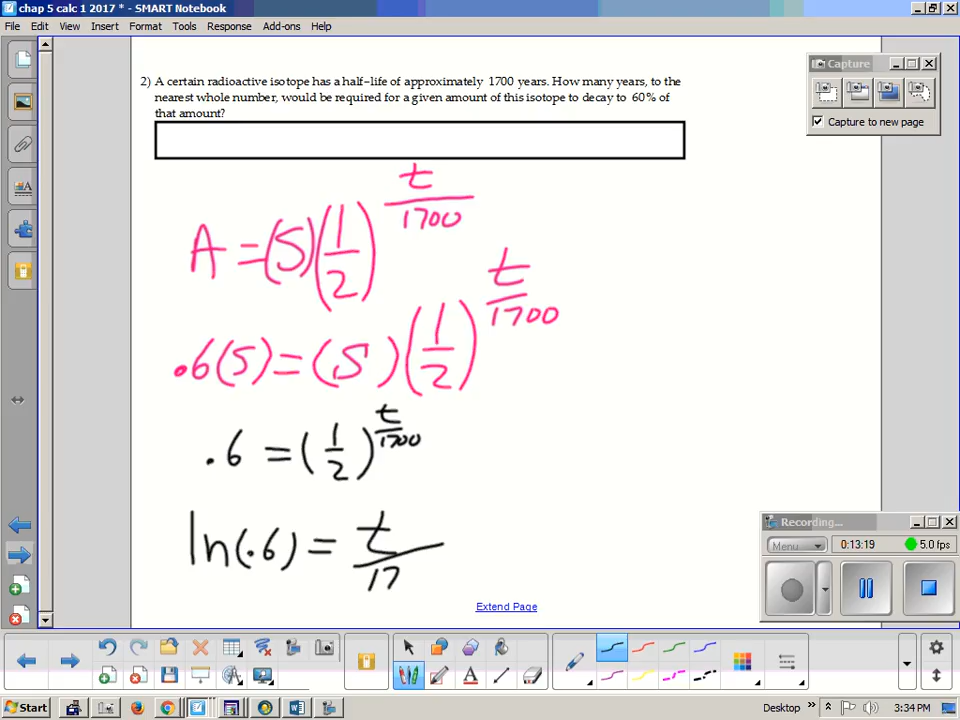 chap 5 calc 1 2017 * - SMART Notebook
File Edit View Insert Format Tools Response Add-ons Help
2) A certain radioactive isotope has a half-life of approximately 1700 years. How many years, to the
nearest whole number, would be required for a given amount of this isotope to decay to 60% of
that amount?
Capture
Capture to new page
A = (5)(1/2)^(t/1700)
.6(5) = (5)(1/2)^(t/1700)
.6 = (1/2)^(t/1700)
ln(.6) = t/17
Recording...
Menu 0:13:19 5.0 fps
Extend Page
Start
Desktop » 3:34 PM